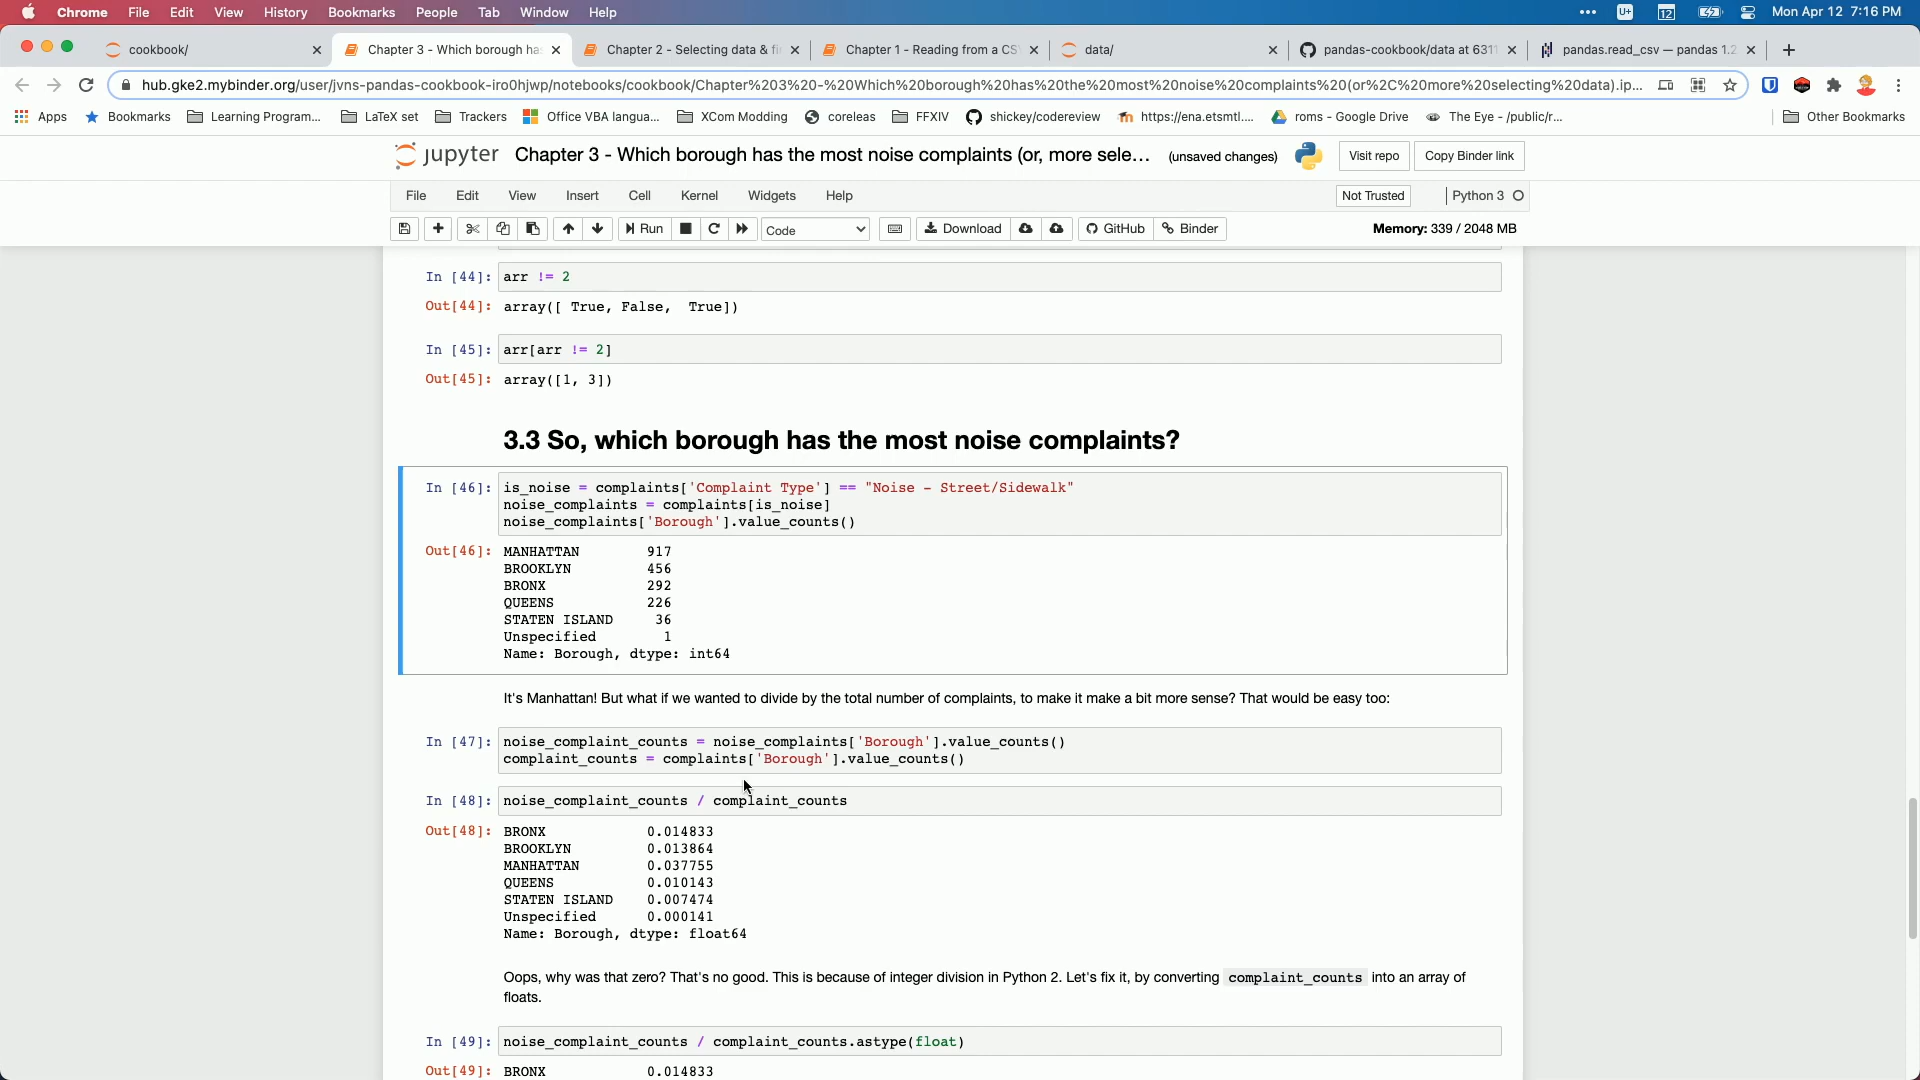 Chrome File Edit View History Bookmarks People Tab Window Help
U+ 12 Mon Apr 12 7:16 PM
cookbook/ Chapter 3 - Which borough ha Chapter 2 - Selecting data & fi Chapter 1 - Reading from a CS data/ pandas-cookbook/data at 6311 pandas.read_csv — pandas 1.2
hub.gke2.mybinder.org/user/jvns-pandas-cookbook-iro0hjwp/notebooks/cookbook/Chapter%203%20-%20Which%20borough%20has%20the%20most%20noise%20complaints%20(or%2C%20more%20selecting%20data).ip...
Apps Bookmarks Learning Program... LaTeX set Trackers Office VBA langua... XCom Modding coreleas FFXIV shickey/codereview https://ena.etsmtl.... roms - Google Drive The Eye - /public/r... Other Bookmarks
jupyter Chapter 3 - Which borough has the most noise complaints (or, more sele... (unsaved changes) Visit repo Copy Binder link
File Edit View Insert Cell Kernel Widgets Help Not Trusted Python 3
Run Code Download GitHub Binder Memory: 339 / 2048 MB
In [44]: arr != 2
Out[44]: array([ True, False,  True])
In [45]: arr[arr != 2]
Out[45]: array([1, 3])
3.3 So, which borough has the most noise complaints?
In [46]: is_noise = complaints['Complaint Type'] == "Noise - Street/Sidewalk"
noise_complaints = complaints[is_noise]
noise_complaints['Borough'].value_counts()
Out[46]: MANHATTAN 917
BROOKLYN 456
BRONX 292
QUEENS 226
STATEN ISLAND 36
Unspecified 1
Name: Borough, dtype: int64
It's Manhattan! But what if we wanted to divide by the total number of complaints, to make it make a bit more sense? That would be easy too:
In [47]: noise_complaint_counts = noise_complaints['Borough'].value_counts()
complaint_counts = complaints['Borough'].value_counts()
In [48]: noise_complaint_counts / complaint_counts
Out[48]: BRONX 0.014833
BROOKLYN 0.013864
MANHATTAN 0.037755
QUEENS 0.010143
STATEN ISLAND 0.007474
Unspecified 0.000141
Name: Borough, dtype: float64
Oops, why was that zero? That's no good. This is because of integer division in Python 2. Let's fix it, by converting complaint_counts into an array of
floats.
In [49]: noise_complaint_counts / complaint_counts.astype(float)
Out[49]: BRONX 0.014833